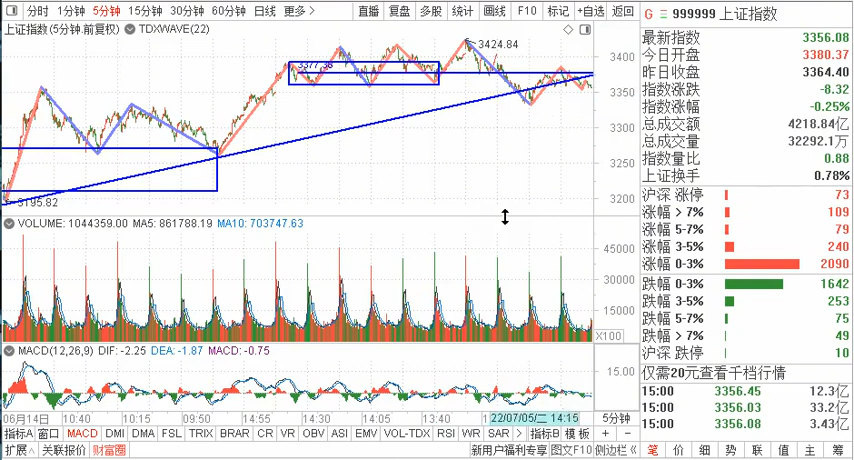 分时 1分钟 5分钟 15分钟 30分钟 60分钟 日线 更多 直播 复盘 多股 统计 画线 F10 标记 +自选 返回
G 999999 上证指数
上证指数(5分钟.前复权) TDXWAVE(22)
3424.84
3377.38
3195.82
3400
3350
3300
3250
3200
VOLUME: 1044359.00 MA5: 861788.19 MA10: 703747.63
45000
30000
15000
X100
MACD(12,26,9) DIF: -2.25 DEA: -1.87 MACD: -0.75
15.00
0.00
06月14日 10:40 10:15 09:50 14:55 14:30 14:05 13:40 1 22/07/05/二 14:15 5分钟
指标A 窗口 MACD DMI DMA FSL TRIX BRAR CR VR OBV ASI EMV VOL-TDX RSI WR SAR 指标B 模板 + -
扩展∧ 关联报价 财富圈 新用户福利专享 图文F10 侧边栏《
最新指数 3356.08
今日开盘 3380.37
昨日收盘 3364.40
指数涨跌 -8.32
指数涨幅 -0.25%
总成交额 4218.84亿
总成交量 32292.1万
指数量比 0.88
上证换手 0.78%
沪深 涨停 73
涨幅 > 7% 109
涨幅 5-7% 79
涨幅 3-5% 240
涨幅 0-3% 2090
跌幅 0-3% 1642
跌幅 3-5% 253
跌幅 5-7% 75
跌幅 > 7% 49
沪深 跌停 10
仅需20元查看千档行情
15:00 3356.45 12.3亿
15:00 3356.03 33.2亿
15:00 3356.08 3.43亿
笔 价 细 势 联 值 主 筹